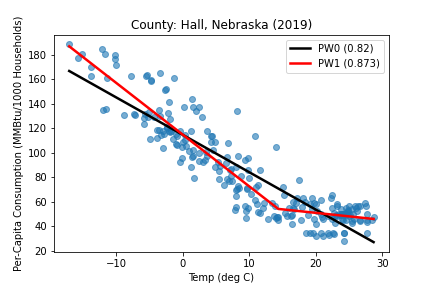 County: Hall, Nebraska (2019)
PW0 (0.82)
PW1 (0.873)
Per-Capita Consumption (MMBtu/1000 Households)
180
160
140
120
100
80
60
40
20
−10 0 10 20 30
Temp (deg C)